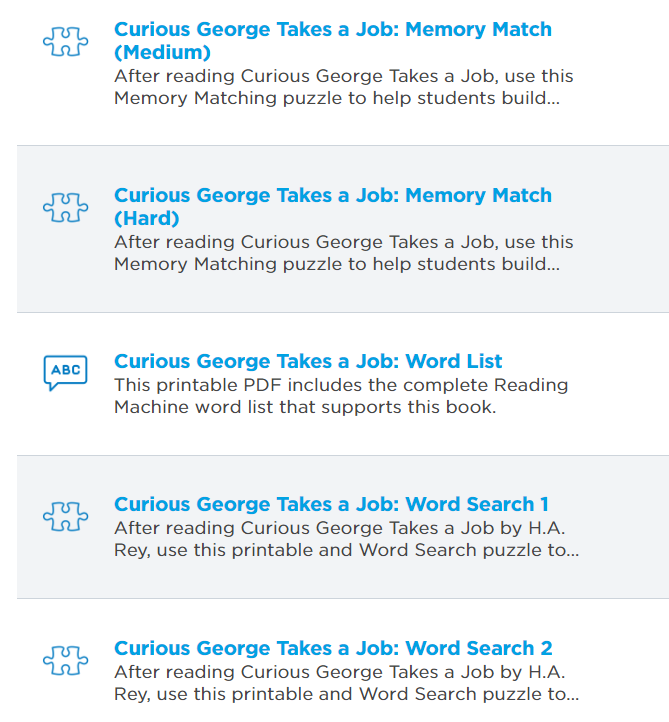 Curious George Takes a Job: Memory Match
(Medium)
After reading Curious George Takes a Job, use this
Memory Matching puzzle to help students build...
Curious George Takes a Job: Memory Match
(Hard)
After reading Curious George Takes a Job, use this
Memory Matching puzzle to help students build...
ABC
Curious George Takes a Job: Word List
This printable PDF includes the complete Reading
Machine word list that supports this book.
Curious George Takes a Job: Word Search 1
After reading Curious George Takes a Job by H.A.
Rey, use this printable and Word Search puzzle to...
Curious George Takes a Job: Word Search 2
After reading Curious George Takes a Job by H.A.
Rey, use this printable and Word Search puzzle to...